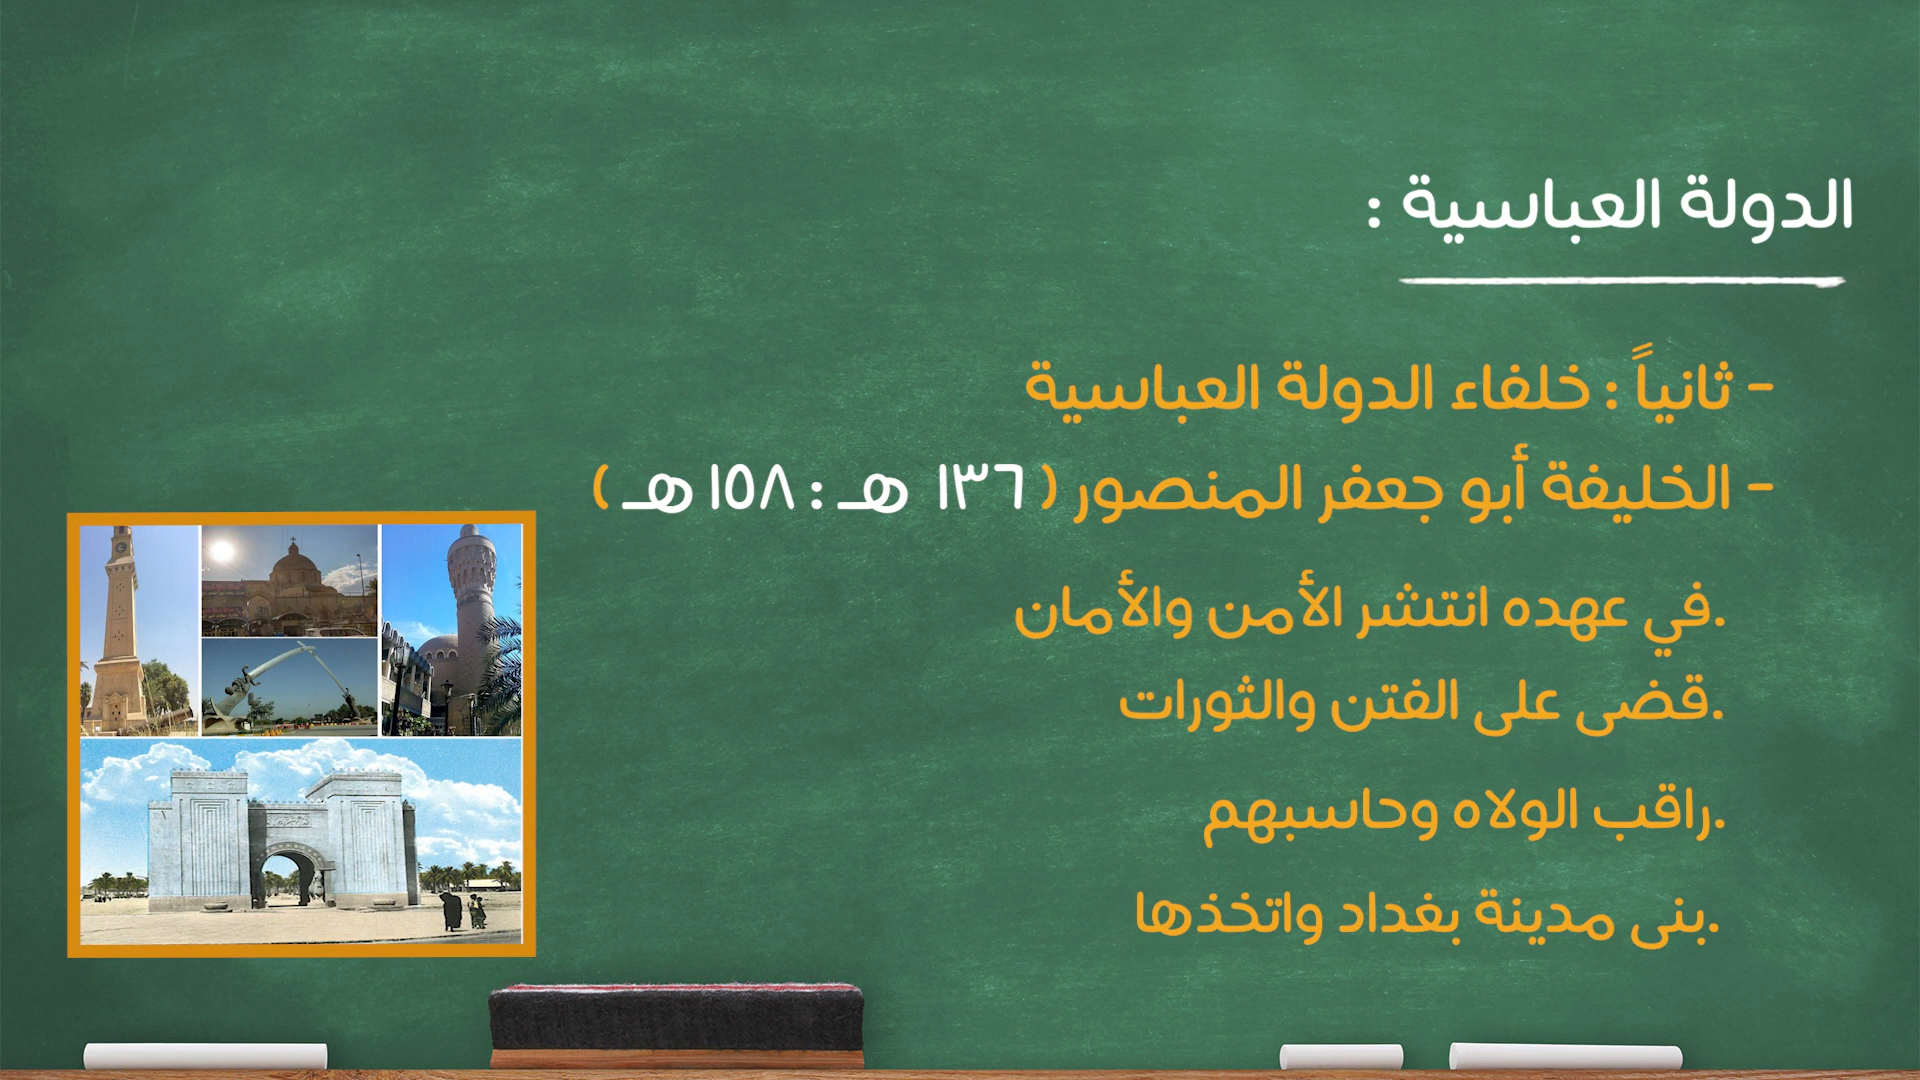 الدولة العباسية :
- ثانياً : خلفاء الدولة العباسية
- الخليفة أبو جعفر المنصور ( ١٣٦ هـ : ١٥٨ هـ )
.في عهده انتشر الأمن والأمان
.قضى على الفتن والثورات
.راقب الولاه وحاسبهم
.بنى مدينة بغداد واتخذها